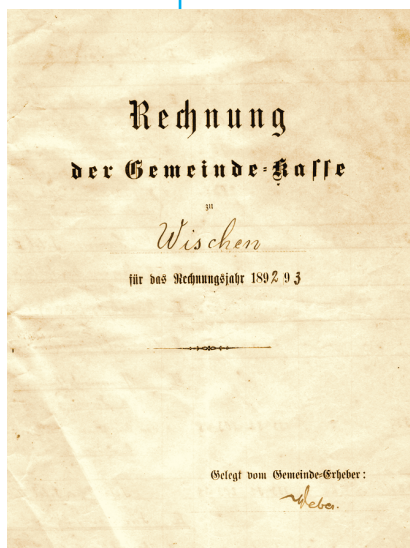 Rechnung
der Gemeinde-Kasse
zu
Wischen
für das Rechnungsjahr 1892 93
Gelegt vom Gemeinde-Erheber:
Weber.